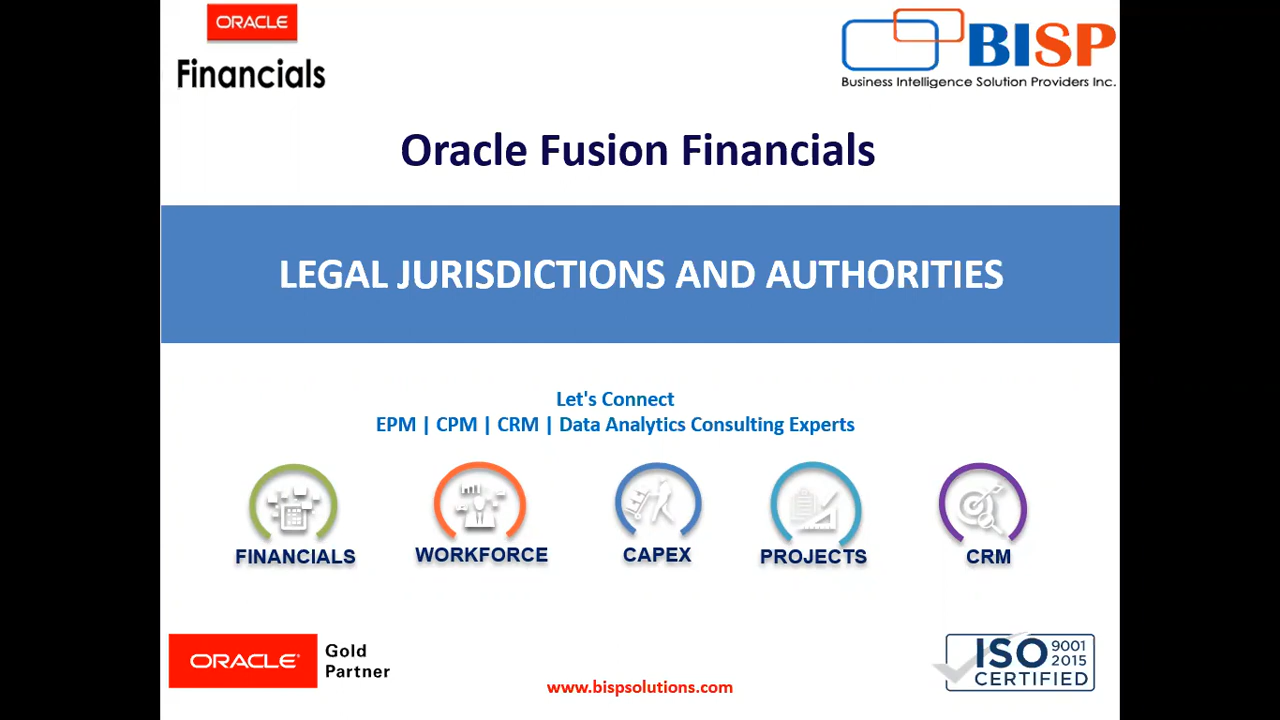 ORACLE
Financials
BISP
Business Intelligence Solution Providers Inc.
Oracle Fusion Financials
LEGAL JURISDICTIONS AND AUTHORITIES
Let's Connect
EPM | CPM | CRM | Data Analytics Consulting Experts
FINANCIALS
WORKFORCE
CAPEX
PROJECTS
CRM
ORACLE®
Gold
Partner
www.bispsolutions.com
ISO 9001
2015
CERTIFIED